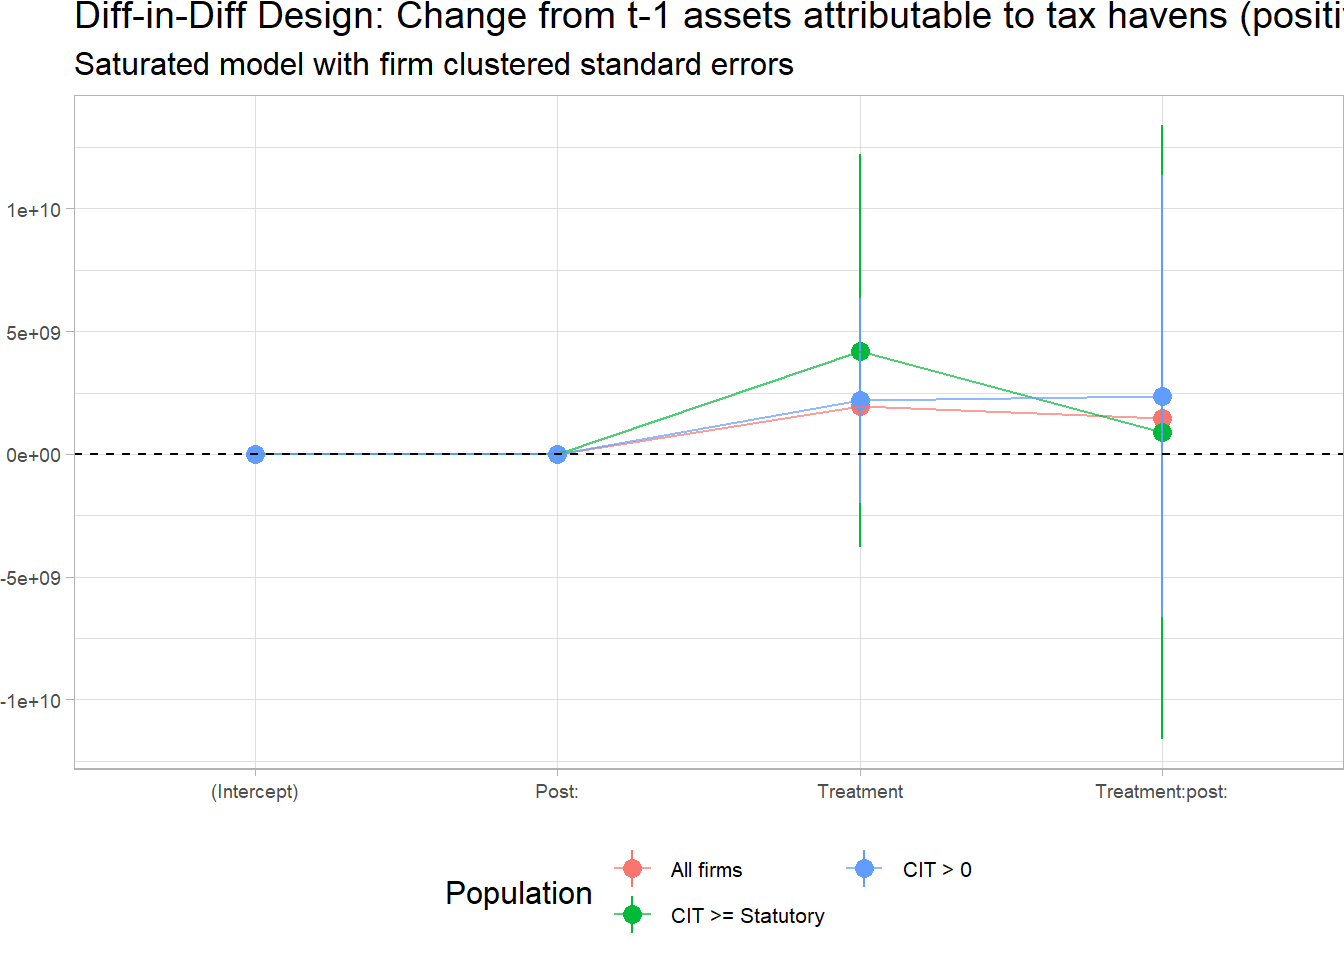 Diff-in-Diff Design: Change from t-1 assets attributable to tax havens (positi
Saturated model with firm clustered standard errors
1e+10
5e+09
0e+00
-5e+09
-1e+10
(Intercept)
Post:
Treatment
Treatment:post:
Population
All firms
CIT > 0
CIT >= Statutory